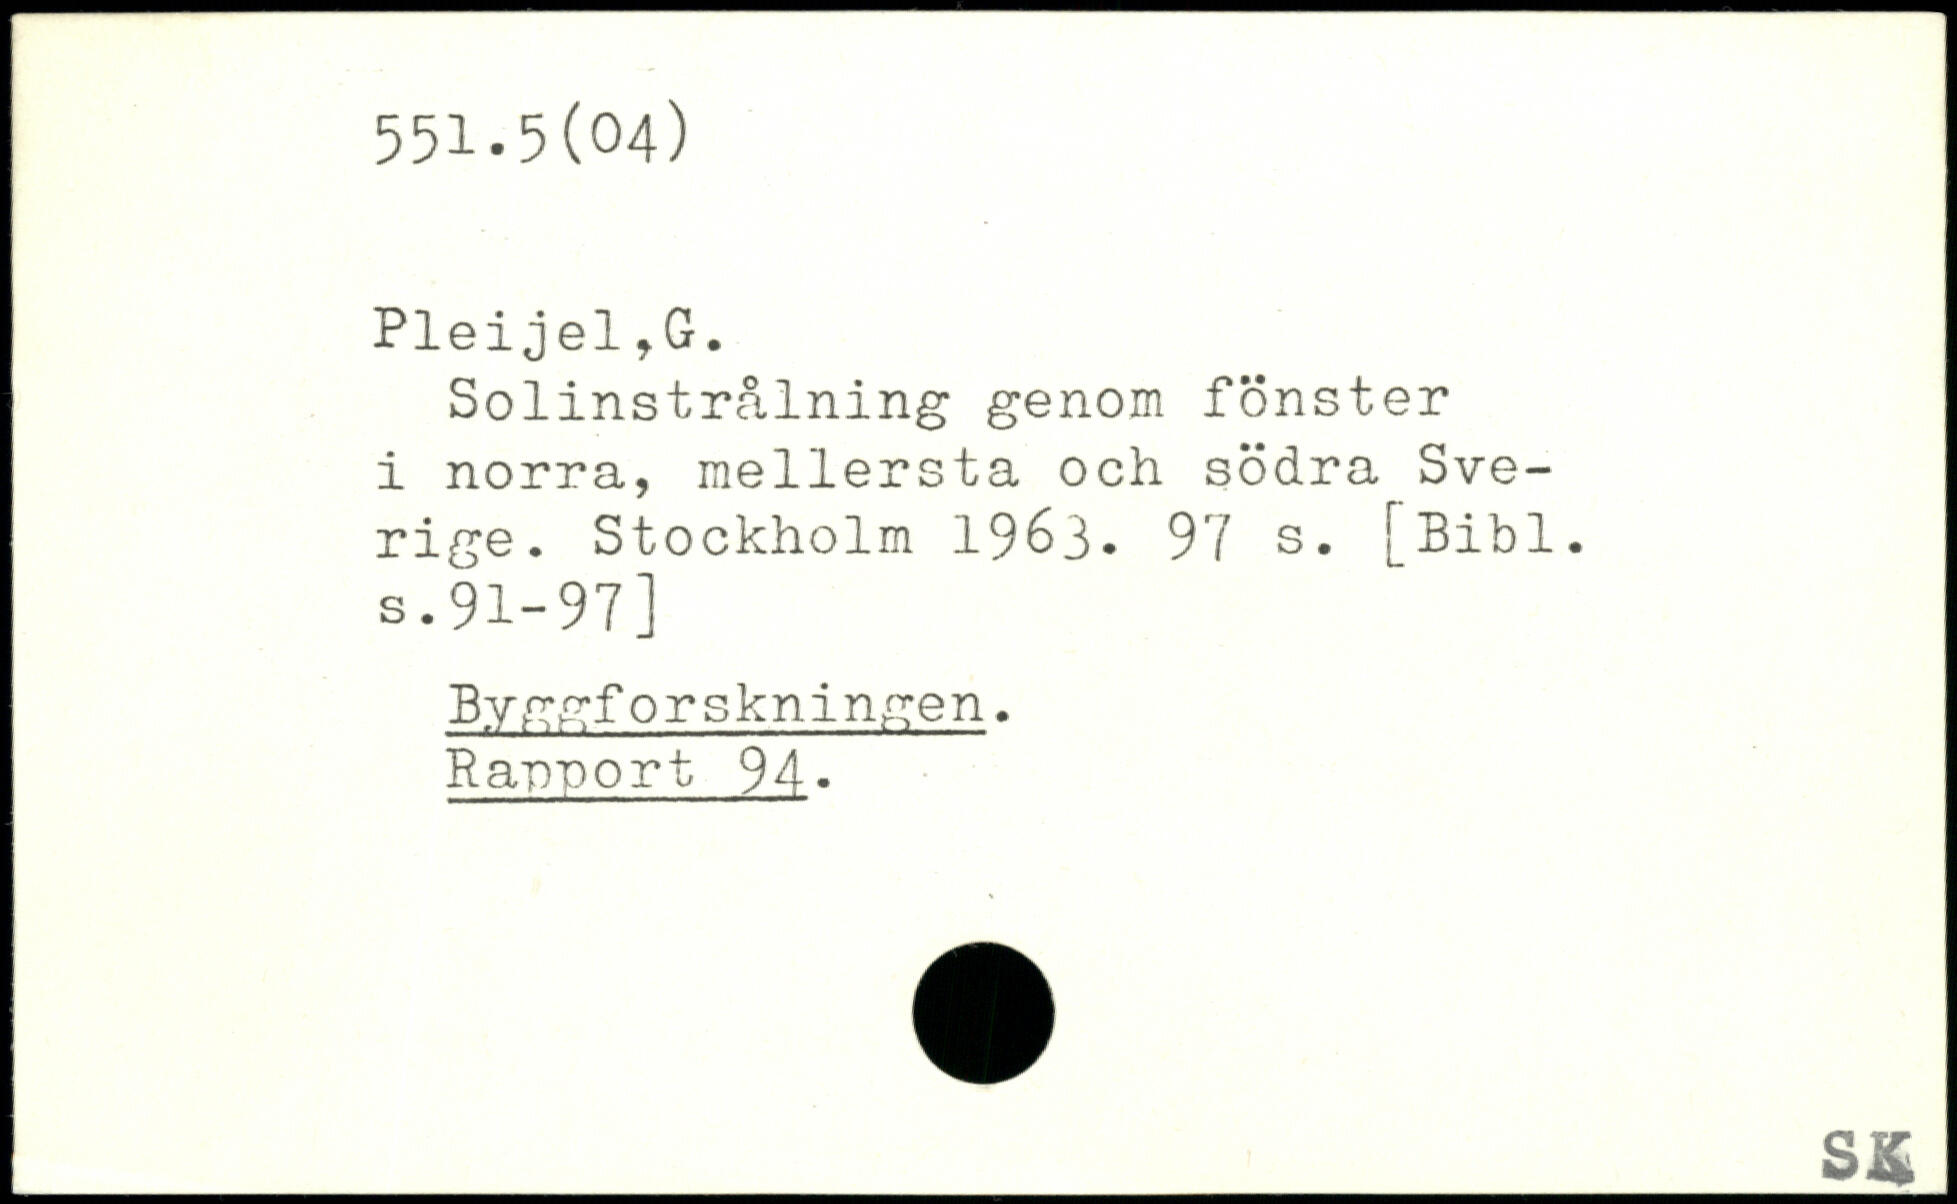 551.5(04)
Pleijel,G.
Solinstrålning genom fönster
i norra, mellersta och södra Sve-
rige. Stockholm 1963. 97 s. [Bibl.
s.91-97]
Byggforskningen.
Rapport 94.
SK